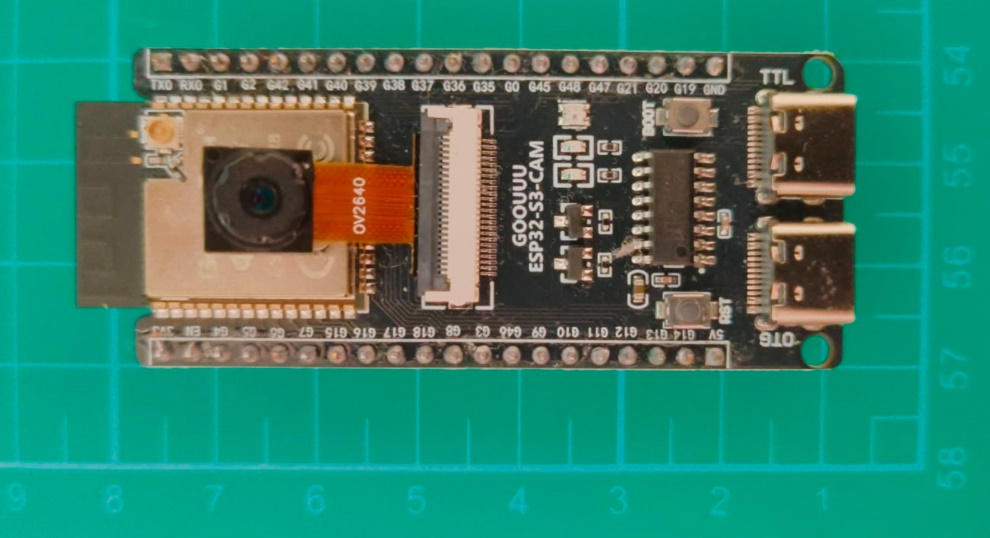 TTL
TX0 RX0 G1 G2 G42 G41 G40 G39 G38 G37 G36 G35 G0 G45 G48 G47 G21 G20 G19 GND
BOOT
OV2640
GOOUUU
ESP32-S3-CAM
RST
3V3 EN G4 G5 G6 G7 G15 G16 G17 G18 G8 G3 G46 G9 G10 G11 G12 G13 G14 5V
OTG
54
55
56
57
58
9 8 7 6 5 4 3 2 1